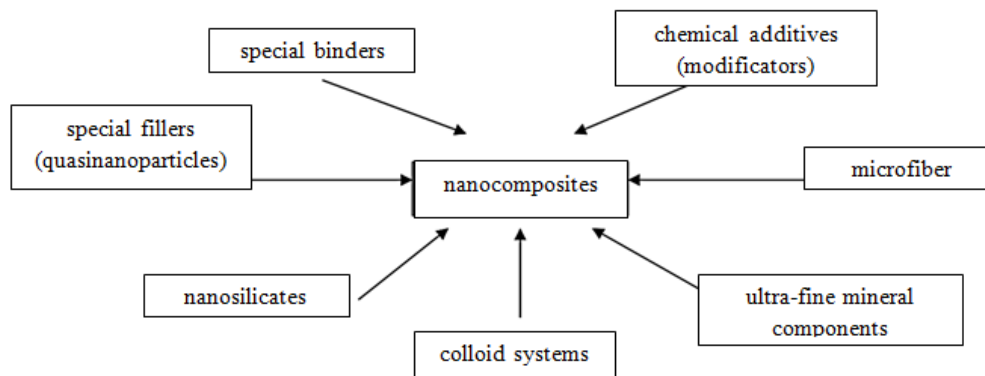 chemical additives
(modificators)
special binders
special fillers
(quasinanoparticles)
nanocomposites
microfiber
nanosilicates
ultra-fine mineral
components
colloid systems